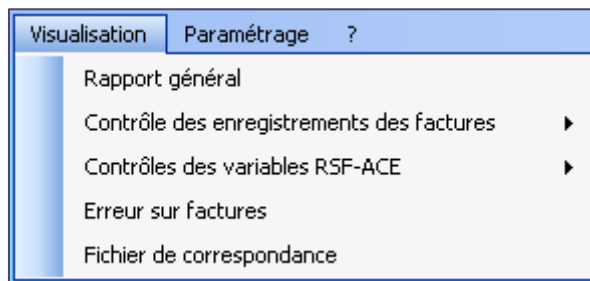 Visualisation Paramétrage ?
Rapport général
Contrôle des enregistrements des factures
Contrôles des variables RSF-ACE
Erreur sur factures
Fichier de correspondance